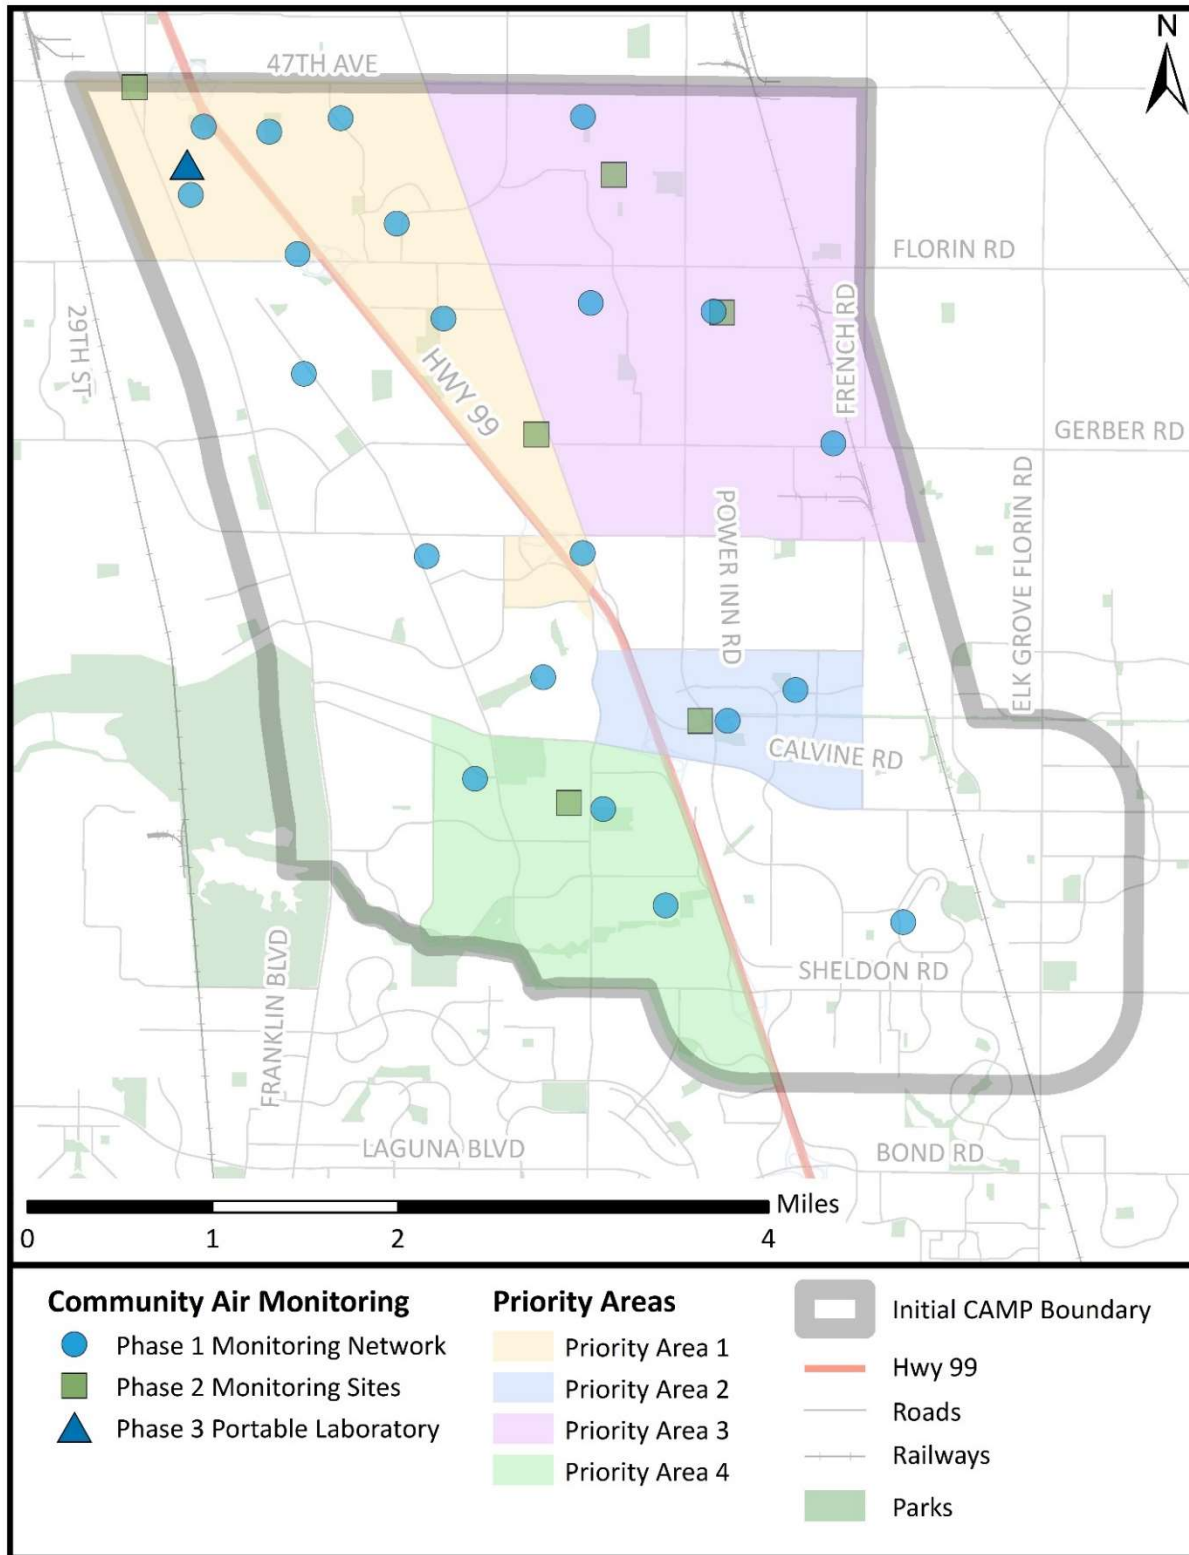 N
47TH AVE
FLORIN RD
29TH ST
FRENCH RD
HWY 99
GERBER RD
POWER INN RD
ELK GROVE FLORIN RD
CALVINE RD
SHELDON RD
FRANKLIN BLVD
LAGUNA BLVD
BOND RD
Miles
0 1 2 4
Community Air Monitoring
Phase 1 Monitoring Network
Phase 2 Monitoring Sites
Phase 3 Portable Laboratory
Priority Areas
Priority Area 1
Priority Area 2
Priority Area 3
Priority Area 4
Initial CAMP Boundary
Hwy 99
Roads
Railways
Parks